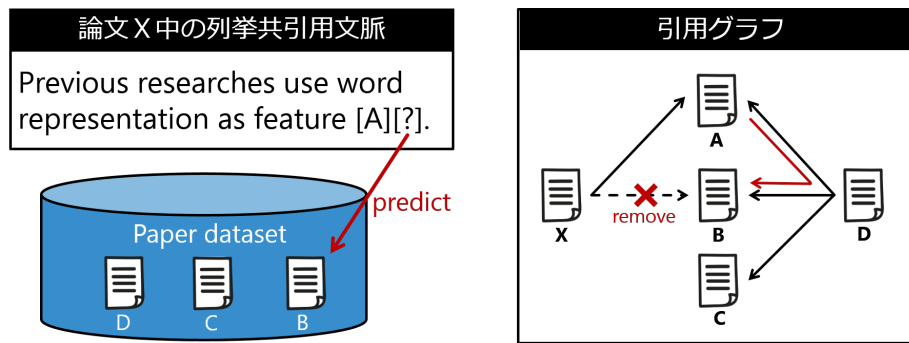 論文X中の列挙共引用文脈
Previous researches use word
representation as feature [A][?].
predict
Paper dataset
D
C
B
引用グラフ
A
X
remove
B
D
C